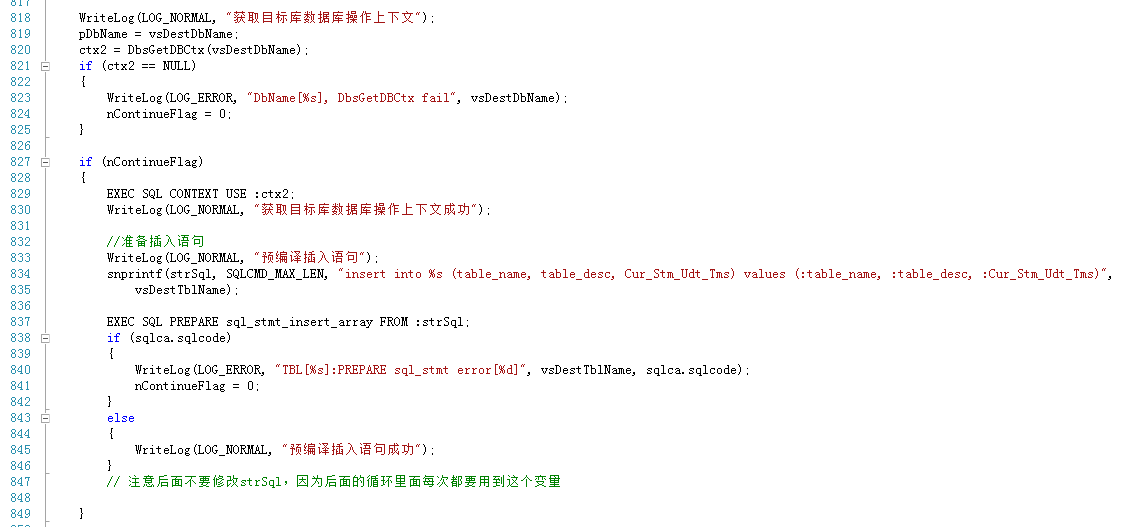 818 WriteLog(LOG_NORMAL, "获取目标库数据库操作上下文");
819 pDbName = vsDestDbName;
820 ctx2 = DbsGetDBCtx(vsDestDbName);
821 if (ctx2 == NULL)
822 {
823 WriteLog(LOG_ERROR, "DbName[%s], DbsGetDBCtx fail", vsDestDbName);
824 nContinueFlag = 0;
825 }
826
827 if (nContinueFlag)
828 {
829 EXEC SQL CONTEXT USE :ctx2;
830 WriteLog(LOG_NORMAL, "获取目标库数据库操作上下文成功");
831
832 //准备插入语句
833 WriteLog(LOG_NORMAL, "预编译插入语句");
834 snprintf(strSql, SQLCMD_MAX_LEN, "insert into %s (table_name, table_desc, Cur_Stm_Udt_Tms) values (:table_name, :table_desc, :Cur_Stm_Udt_Tms)",
835 vsDestTblName);
836
837 EXEC SQL PREPARE sql_stmt_insert_array FROM :strSql;
838 if (sqlca.sqlcode)
839 {
840 WriteLog(LOG_ERROR, "TBL[%s]:PREPARE sql_stmt error[%d]", vsDestTblName, sqlca.sqlcode);
841 nContinueFlag = 0;
842 }
843 else
844 {
845 WriteLog(LOG_NORMAL, "预编译插入语句成功");
846 }
847 // 注意后面不要修改strSql，因为后面的循环里面每次都要用到这个变量
848
849 }